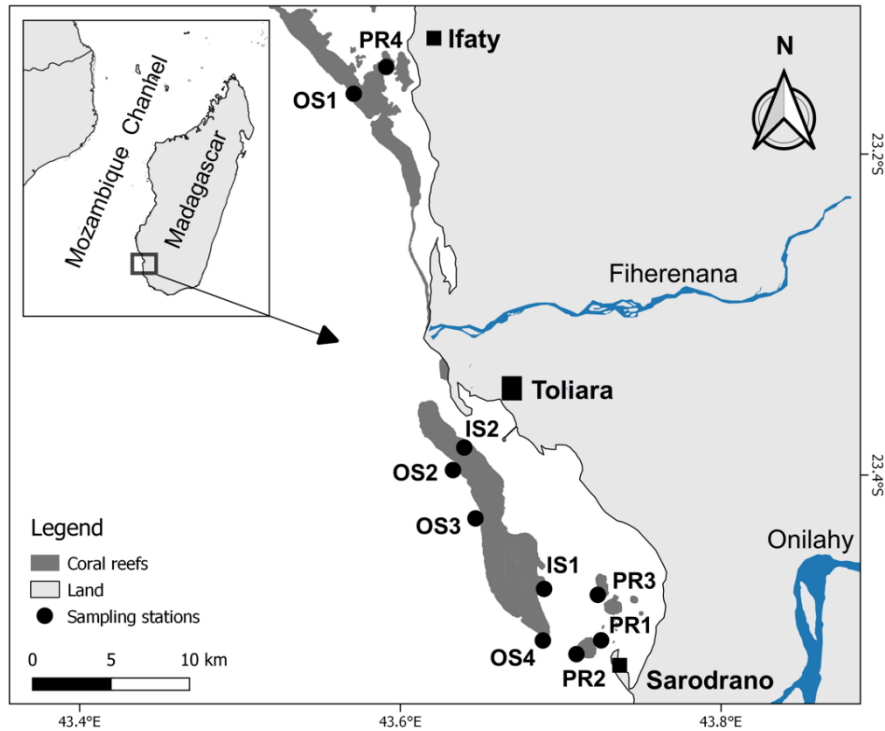 PR4
Ifaty
OS1
N
Mozambique Channel
Madagascar
23.2°S
Fiherenana
Toliara
IS2
OS2
23.4°S
OS3
Onilahy
IS1
PR3
PR1
OS4
PR2
Sarodrano
Legend
Coral reefs
Land
Sampling stations
0 5 10 km
43.4°E 43.6°E 43.8°E